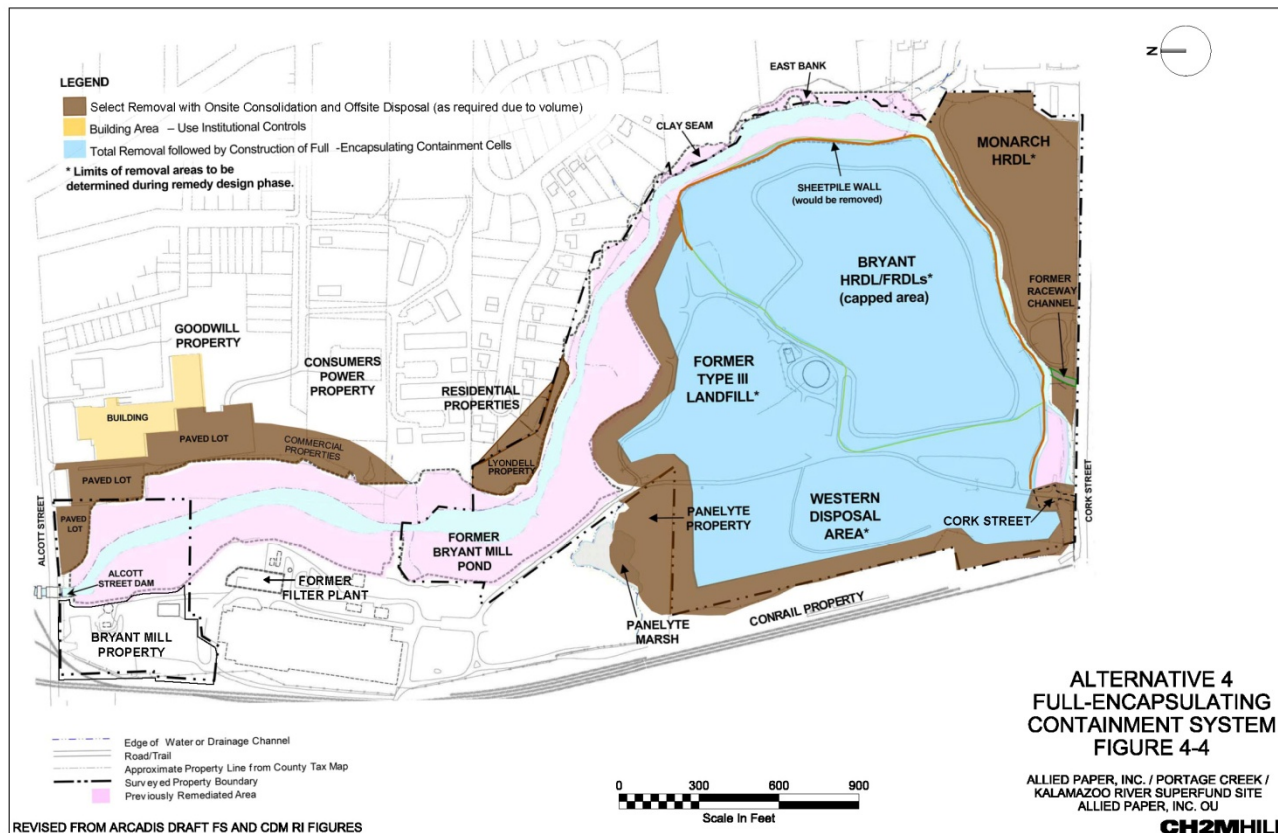 LEGEND
Select Removal with Onsite Consolidation and Offsite Disposal (as required due to volume)
Building Area – Use Institutional Controls
Total Removal followed by Construction of Full -Encapsulating Containment Cells
* Limits of removal areas to be
determined during remedy design phase.
N
EAST BANK
CLAY SEAM
MONARCH
HRDL*
SHEETPILE WALL
(would be removed)
BRYANT
HRDL/FRDLs*
(capped area)
FORMER
RACEWAY
CHANNEL
GOODWILL
PROPERTY
CONSUMERS
POWER
PROPERTY
RESIDENTIAL
PROPERTIES
FORMER
TYPE III
LANDFILL*
BUILDING
PAVED LOT
COMMERCIAL
PROPERTIES
PAVED LOT
LYONDELL
PROPERTY
PAVED
LOT
ALCOTT STREET
ALCOTT
STREET DAM
FORMER
BRYANT MILL
POND
PANELYTE
PROPERTY
WESTERN
DISPOSAL
AREA*
CORK STREET
CORK STREET
FORMER
FILTER PLANT
PANELYTE
MARSH
CONRAIL PROPERTY
BRYANT MILL
PROPERTY
ALTERNATIVE 4
FULL-ENCAPSULATING
CONTAINMENT SYSTEM
FIGURE 4-4
Edge of Water or Drainage Channel
Road/Trail
Approximate Property Line from County Tax Map
Surveyed Property Boundary
Previously Remediated Area
0 300 600 900
Scale In Feet
ALLIED PAPER, INC. / PORTAGE CREEK /
KALAMAZOO RIVER SUPERFUND SITE
ALLIED PAPER, INC. OU
REVISED FROM ARCADIS DRAFT FS AND CDM RI FIGURES
CH2MHILL